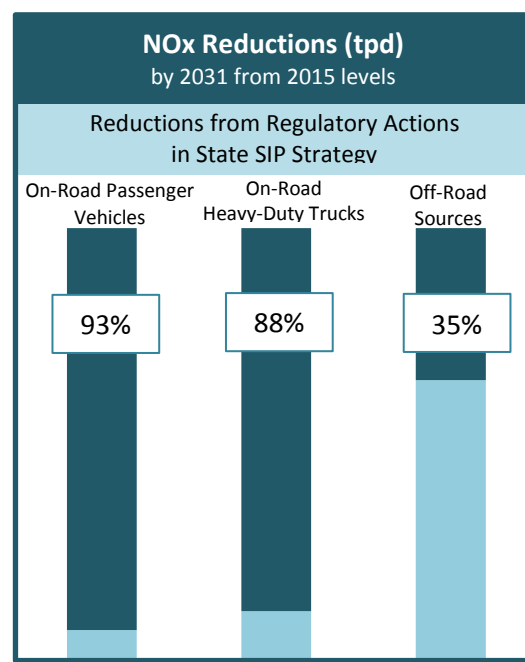 NOx Reductions (tpd)
by 2031 from 2015 levels
Reductions from Regulatory Actions
in State SIP Strategy
On-Road Passenger
Vehicles
On-Road
Heavy-Duty Trucks
Off-Road
Sources
93%
88%
35%